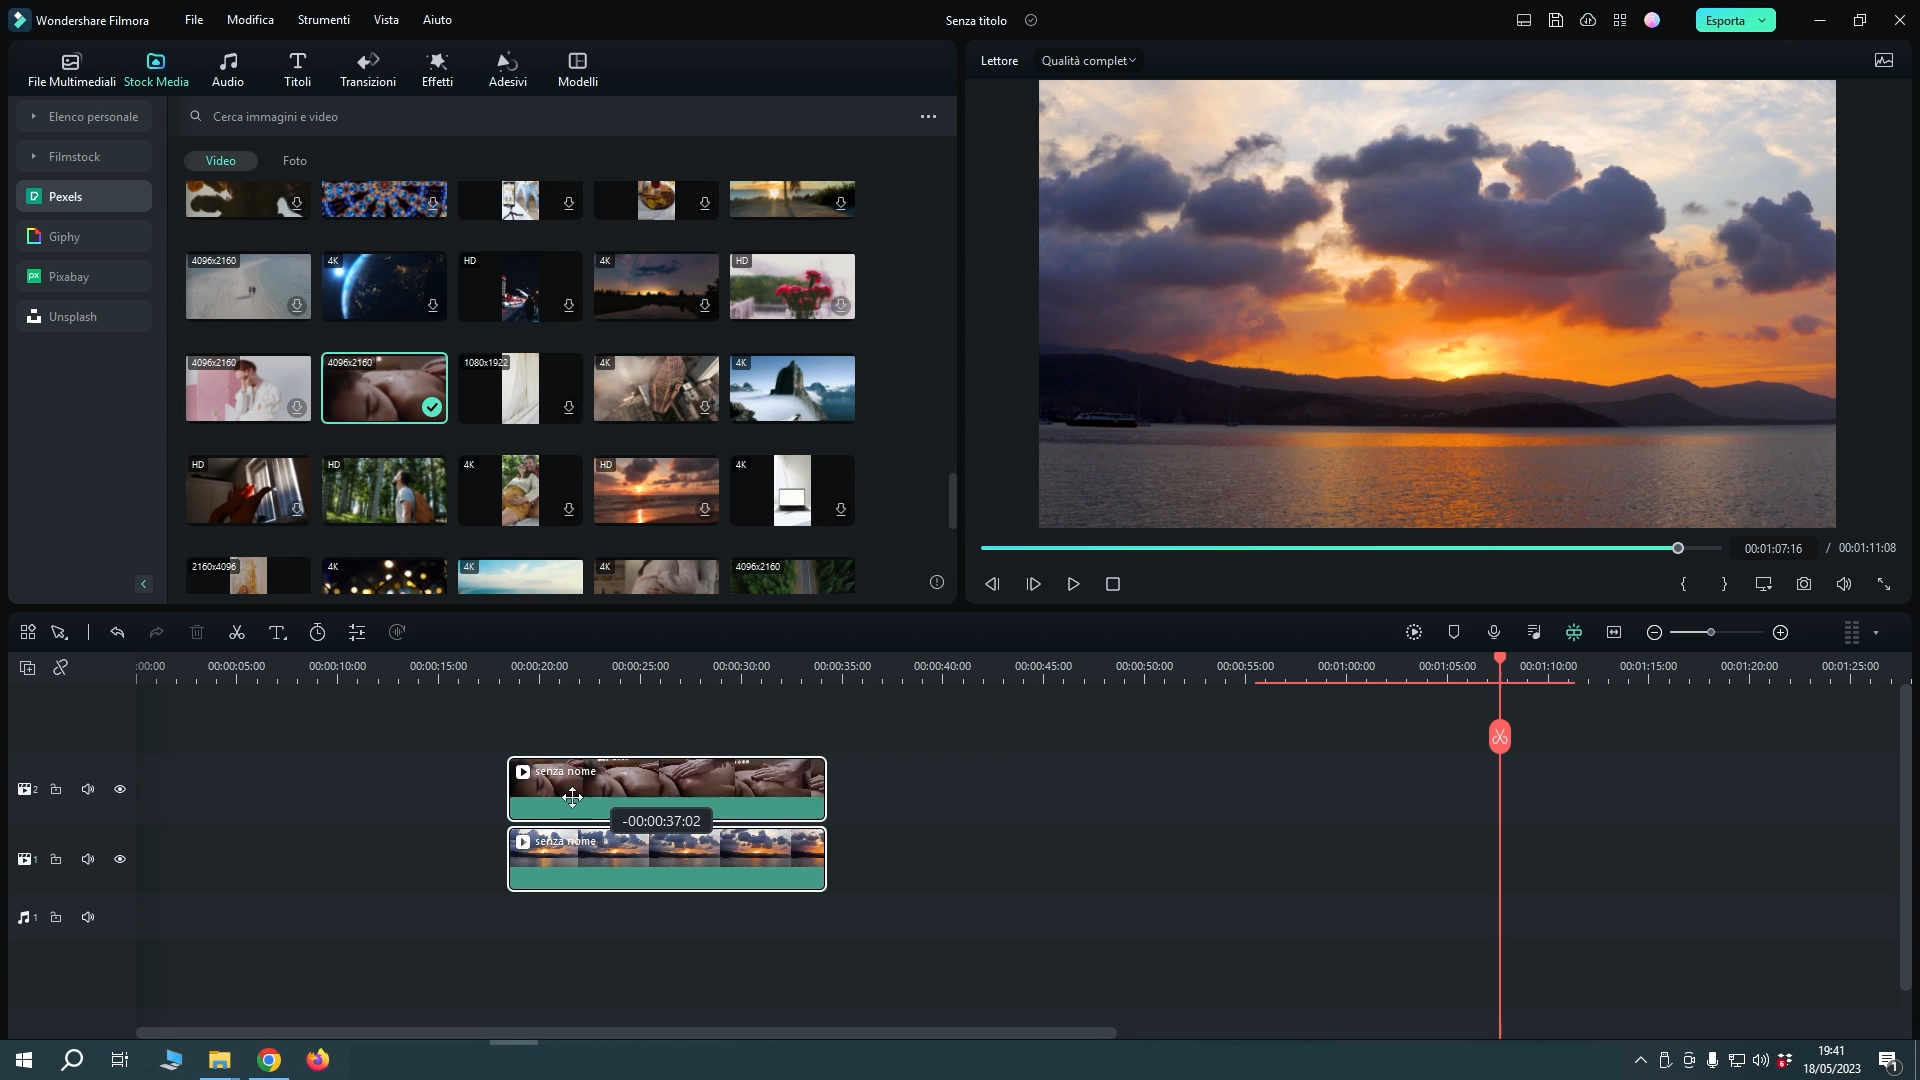 Wondershare Filmora
File
Modifica
Strumenti
Vista
Aiuto
Senza titolo
Esporta
File Multimediali
Stock Media
Audio
Titoli
Transizioni
Effetti
Adesivi
Modelli
Lettore
Qualità complet
Elenco personale
Filmstock
Pexels
Giphy
Pixabay
Unsplash
Cerca immagini e video
Video
Foto
4096x2160
4K
HD
4K
HD
4096x2160
4096x2160
1080x1922
4K
4K
HD
HD
4K
HD
4K
2160x4096
4K
4K
4K
4096x2160
00:01:07:16 / 00:01:11:08
:00:00 00:00:05:00 00:00:10:00 00:00:15:00 00:00:20:00 00:00:25:00 00:00:30:00 00:00:35:00 00:00:40:00 00:00:45:00 00:00:50:00 00:00:55:00 00:01:00:00 00:01:05:00 00:01:10:00 00:01:15:00 00:01:20:00 00:01:25:00
2
senza nome
-00:00:37:02
1
senza nome
1
19:41
18/05/2023
1